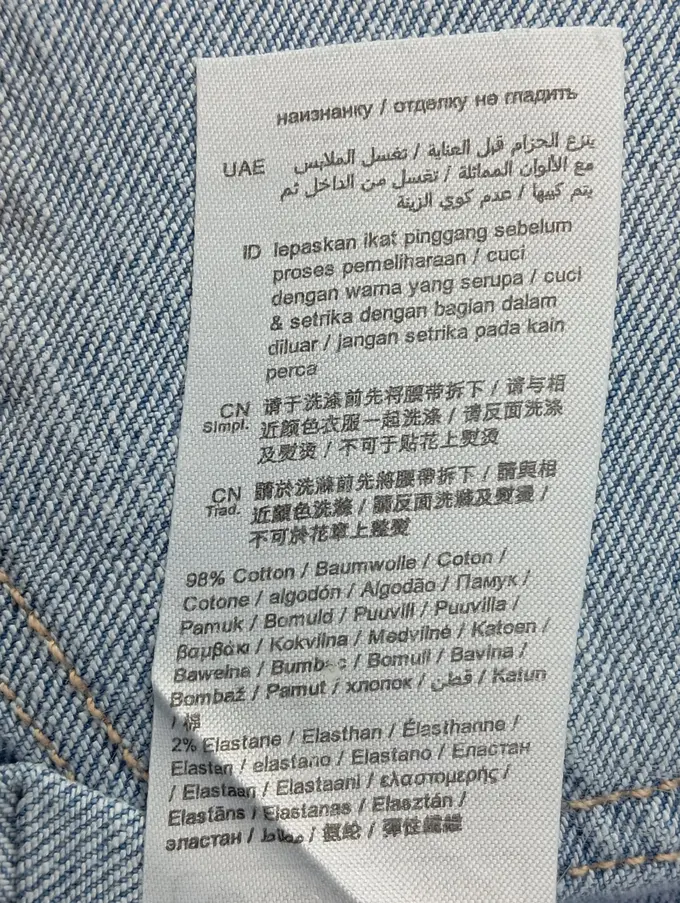 наизнанку / отделку не гладить
UAE ينزع الحزام قبل العناية / تغسل الملابس
مع الألوان المماثلة / تغسل من الداخل ثم
يتم كيها / عدم كوي الزينة
ID lepaskan ikat pinggang sebelum
proses pemeliharaan / cuci
dengan warna yang serupa / cuci
& setrika dengan bagian dalam
diluar / jangan setrika pada kain
perca
CN Simpl. 请于洗涤前先将腰带拆下 / 请与相
近颜色衣服一起洗涤 / 请反面洗涤
及熨烫 / 不可于贴花上熨烫
CN Trad. 請於洗滌前先將腰帶拆下 / 請與相
近顏色洗滌 / 請反面洗滌及熨燙 /
不可於花章上整熨
98% Cotton / Baumwolle / Coton /
Cotone / algodón / Algodão / Памук /
Pamuk / Bomuld / Puuvill / Puuvilla /
βαμβάκι / Kokvilna / Medvilnė / Katoen /
Bawełna / Bumbac / Bomull / Bavlna /
Bombaž / Pamut / хлопок / قطن / Katun
/ 棉
2% Elastane / Elasthan / Élasthanne /
Elastan / elastano / Elastano / Еластан
/ Elastaan / Elastaani / ελαστομερής /
Elastāns / Elastanas / Elasztán /
эластан / مطاط / 氨纶 / 彈性纖維